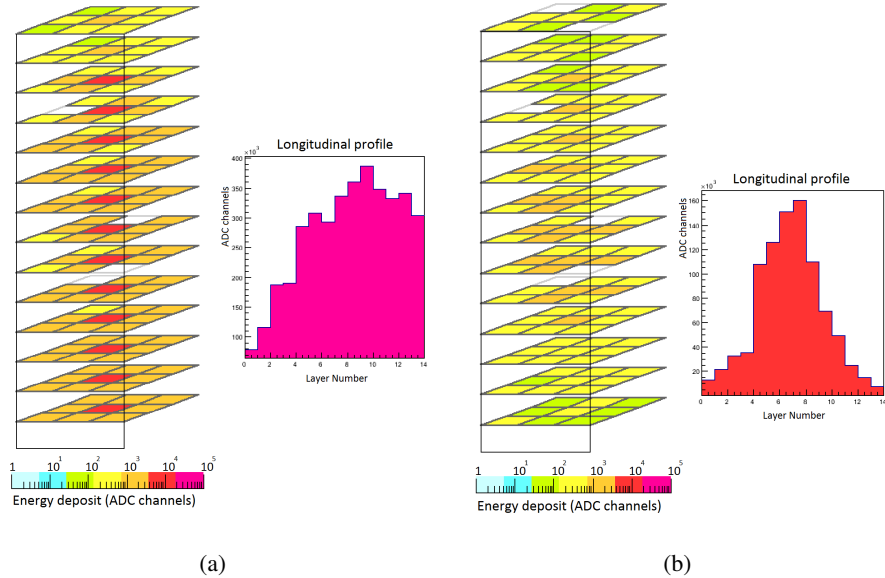 Longitudinal profile
×10³
ADC channels
400
350
300
250
200
150
100
0 2 4 6 8 10 12 14
Layer Number
1 10¹ 10² 10³ 10⁴ 10⁵
Energy deposit (ADC channels)
(a)
Longitudinal profile
×10³
ADC channels
160
140
120
100
80
60
40
20
0 2 4 6 8 10 12 14
Layer Number
1 10¹ 10² 10³ 10⁴ 10⁵
Energy deposit (ADC channels)
(b)